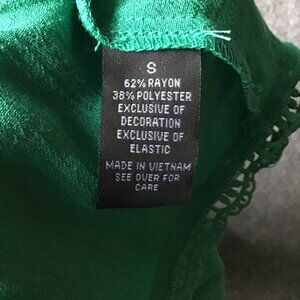 S
62% RAYON
38% POLYESTER
EXCLUSIVE OF
DECORATION
EXCLUSIVE OF
ELASTIC
MADE IN VIETNAM
SEE OVER FOR
CARE